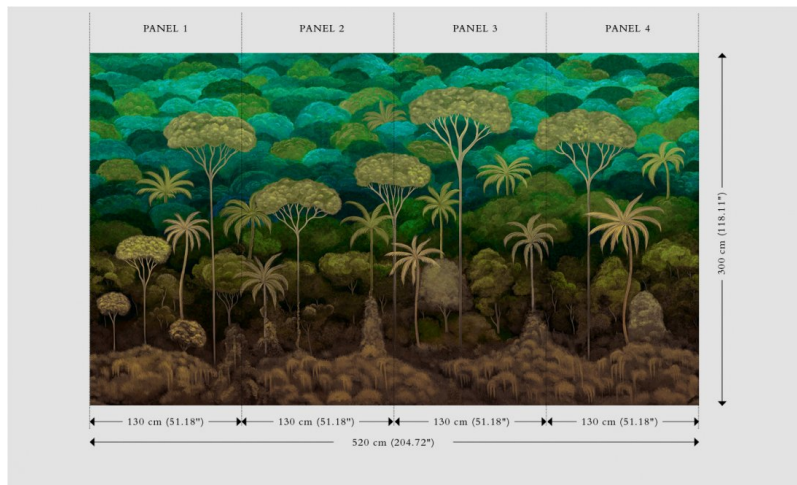 PANEL 1 PANEL 2 PANEL 3 PANEL 4
300 cm (118.11")
130 cm (51.18") 130 cm (51.18") 130 cm (51.18") 130 cm (51.18")
520 cm (204.72")